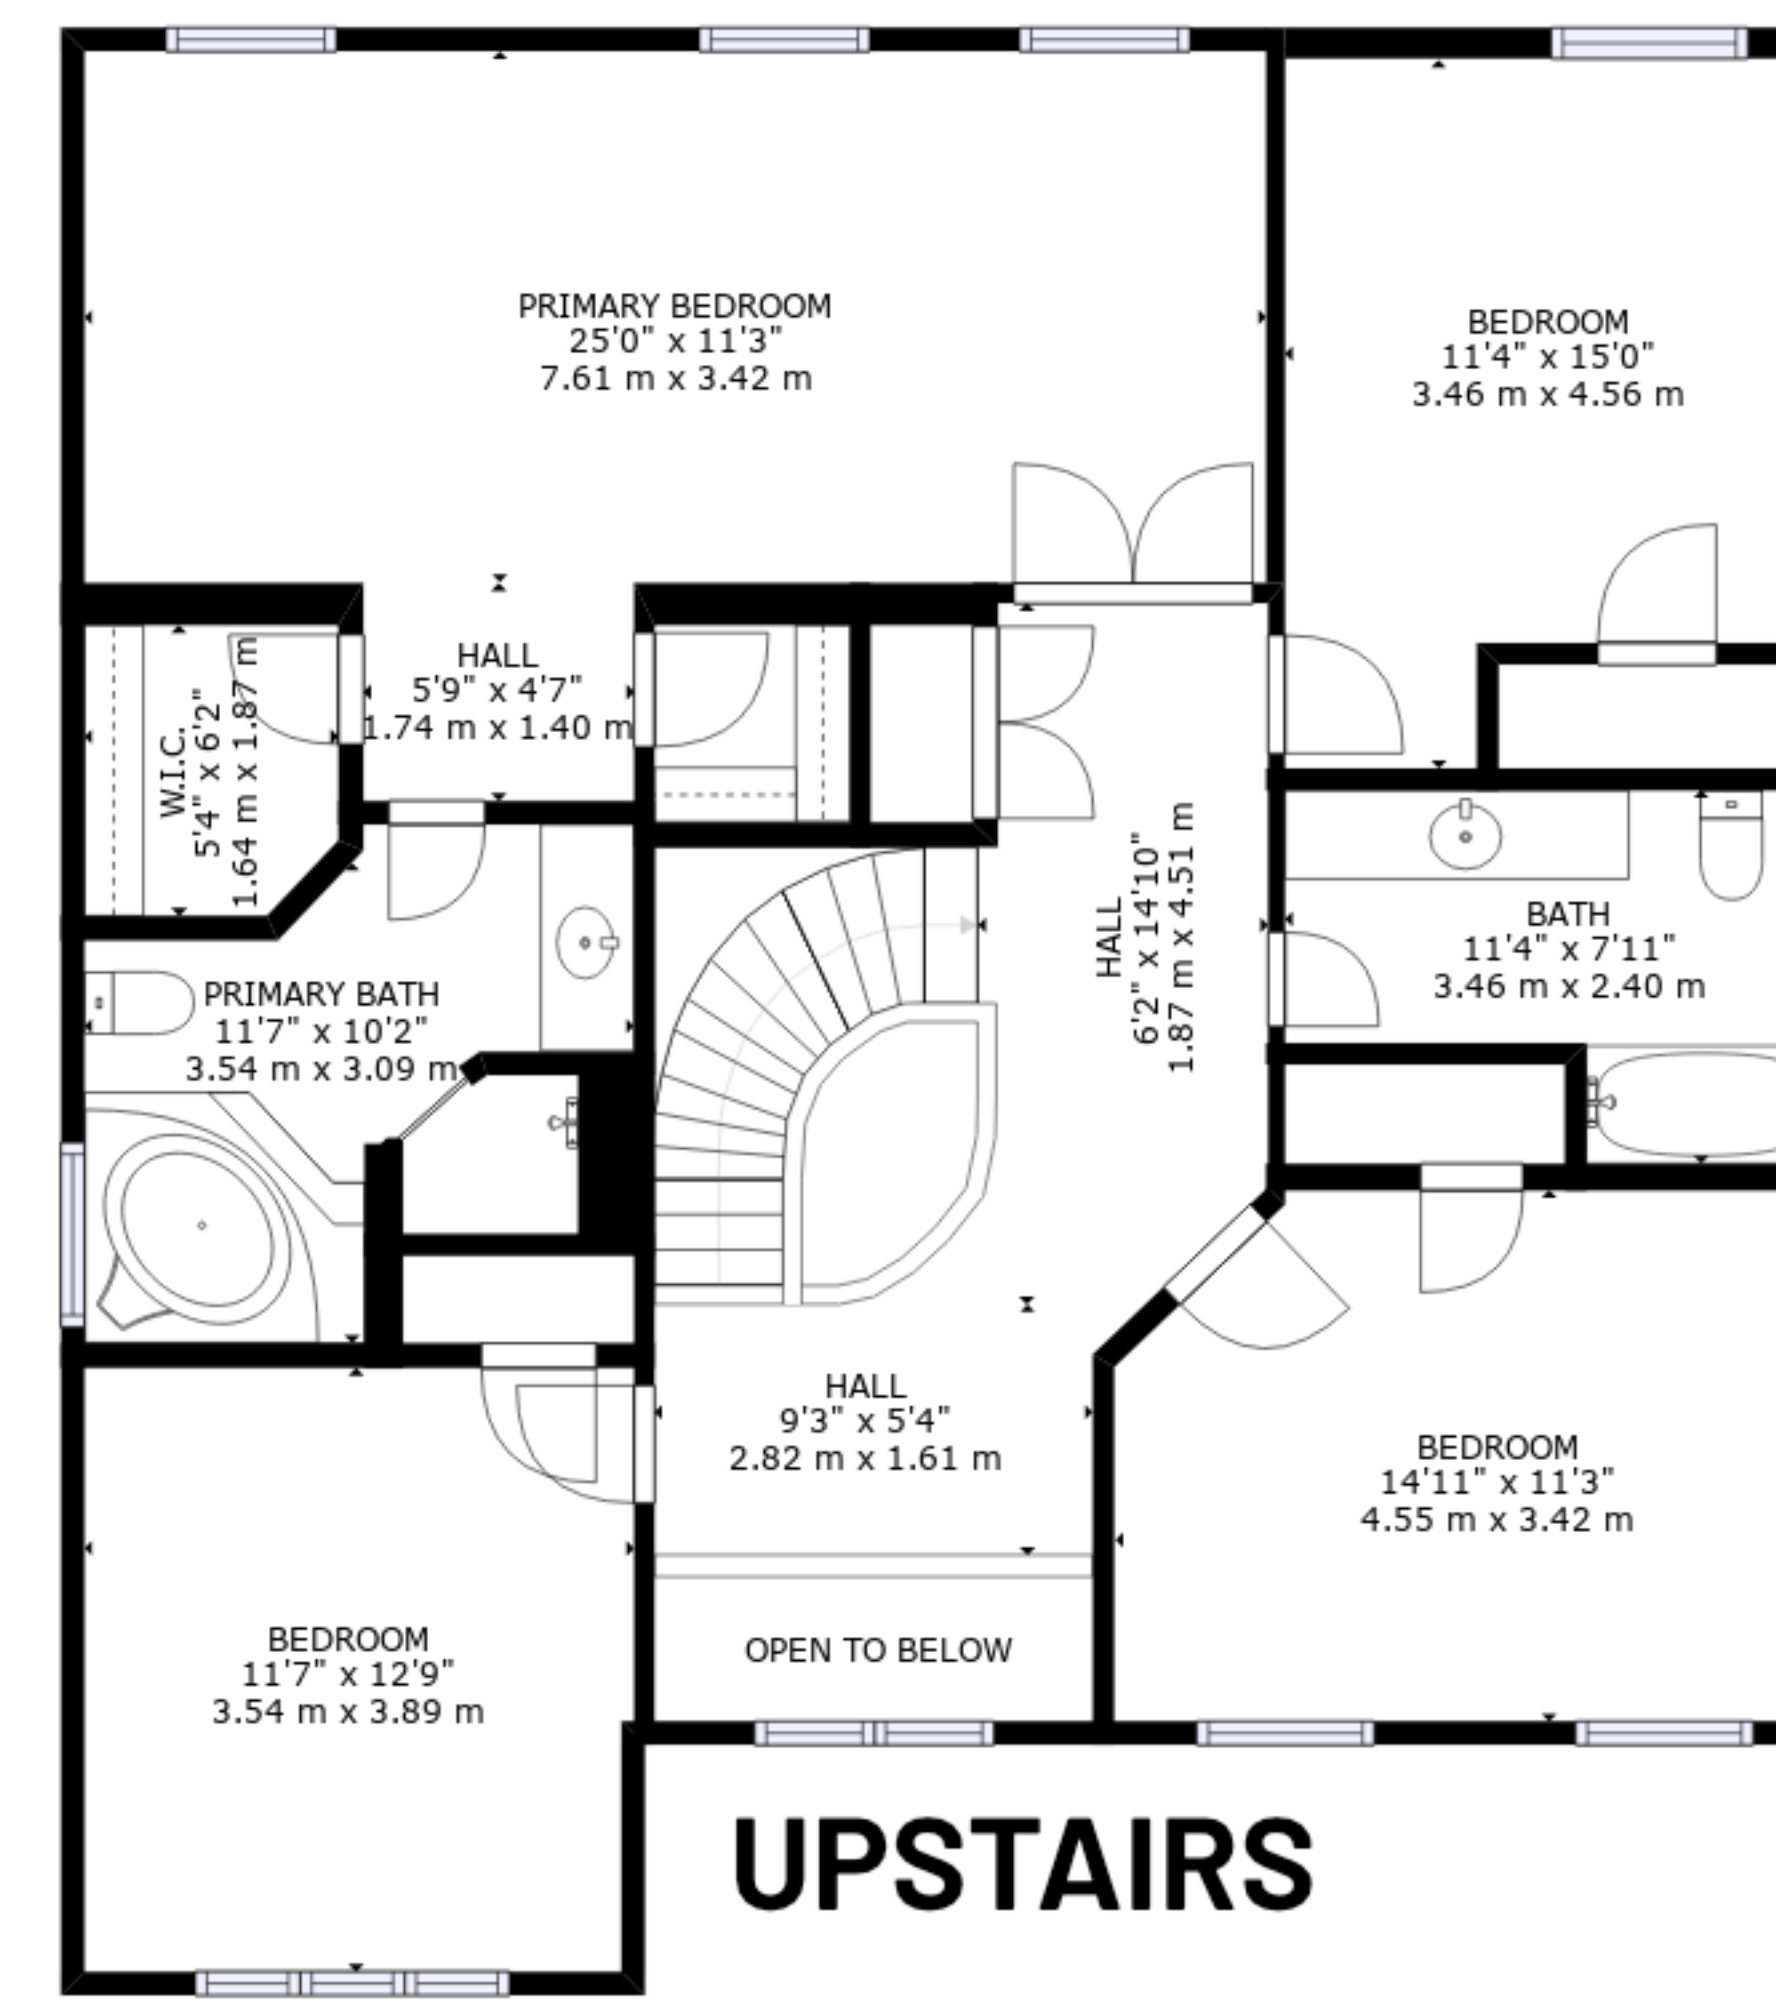 PRIMARY BEDROOM
25'0" x 11'3"
7.61 m x 3.42 m
BEDROOM
11'4" x 15'0"
3.46 m x 4.56 m
W.I.C.
5'4" x 6'2"
1.64 m x 1.87 m
HALL
5'9" x 4'7"
1.74 m x 1.40 m
HALL
6'2" x 14'10"
1.87 m x 4.51 m
BATH
11'4" x 7'11"
3.46 m x 2.40 m
PRIMARY BATH
11'7" x 10'2"
3.54 m x 3.09 m
HALL
9'3" x 5'4"
2.82 m x 1.61 m
BEDROOM
14'11" x 11'3"
4.55 m x 3.42 m
BEDROOM
11'7" x 12'9"
3.54 m x 3.89 m
OPEN TO BELOW
UPSTAIRS